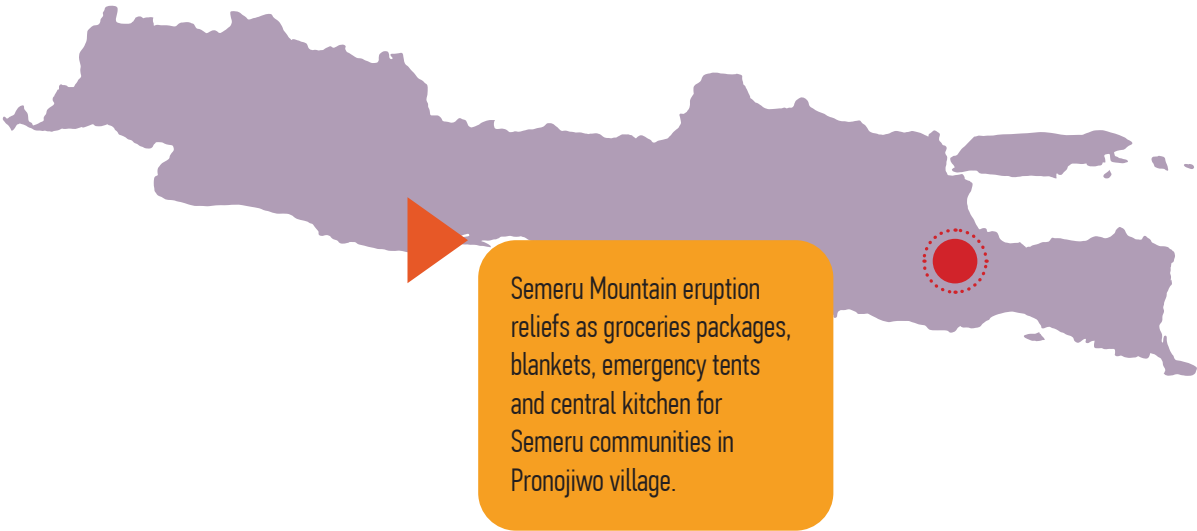 Semeru Mountain eruption
reliefs as groceries packages,
blankets, emergency tents
and central kitchen for
Semeru communities in
Pronojiwo village.